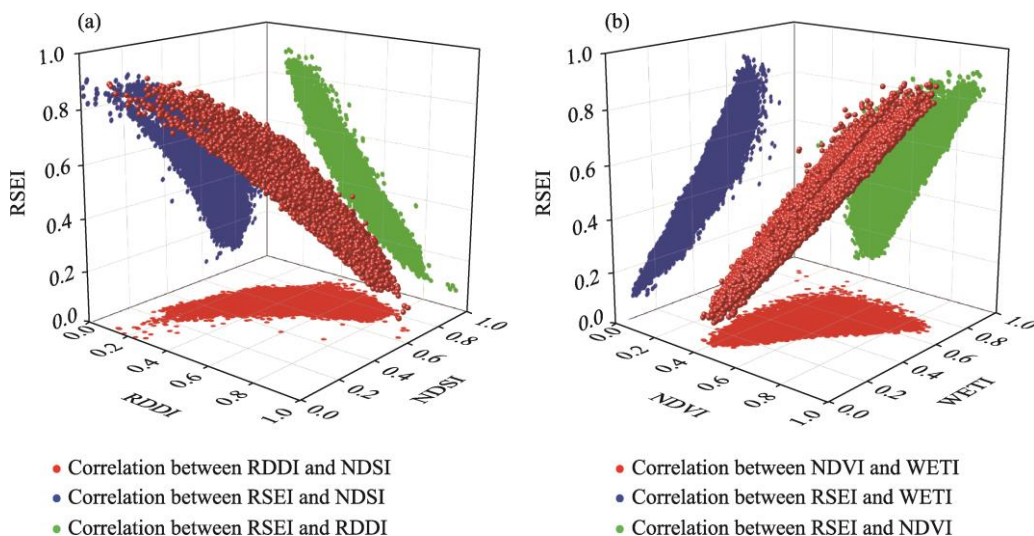 (a)
1.0
0.8
0.6
0.4
0.2
0.0
RSEI
0.0
0.2
0.4
0.6
0.8
1.0
RDDI
0.0
0.2
0.4
0.6
0.8
1.0
NDSI
Correlation between RDDI and NDSI
Correlation between RSEI and NDSI
Correlation between RSEI and RDDI
(b)
1.0
0.8
0.6
0.4
0.2
0.0
RSEI
0.0
0.2
0.4
0.6
0.8
1.0
NDVI
0.0
0.2
0.4
0.6
0.8
1.0
WETI
Correlation between NDVI and WETI
Correlation between RSEI and WETI
Correlation between RSEI and NDVI